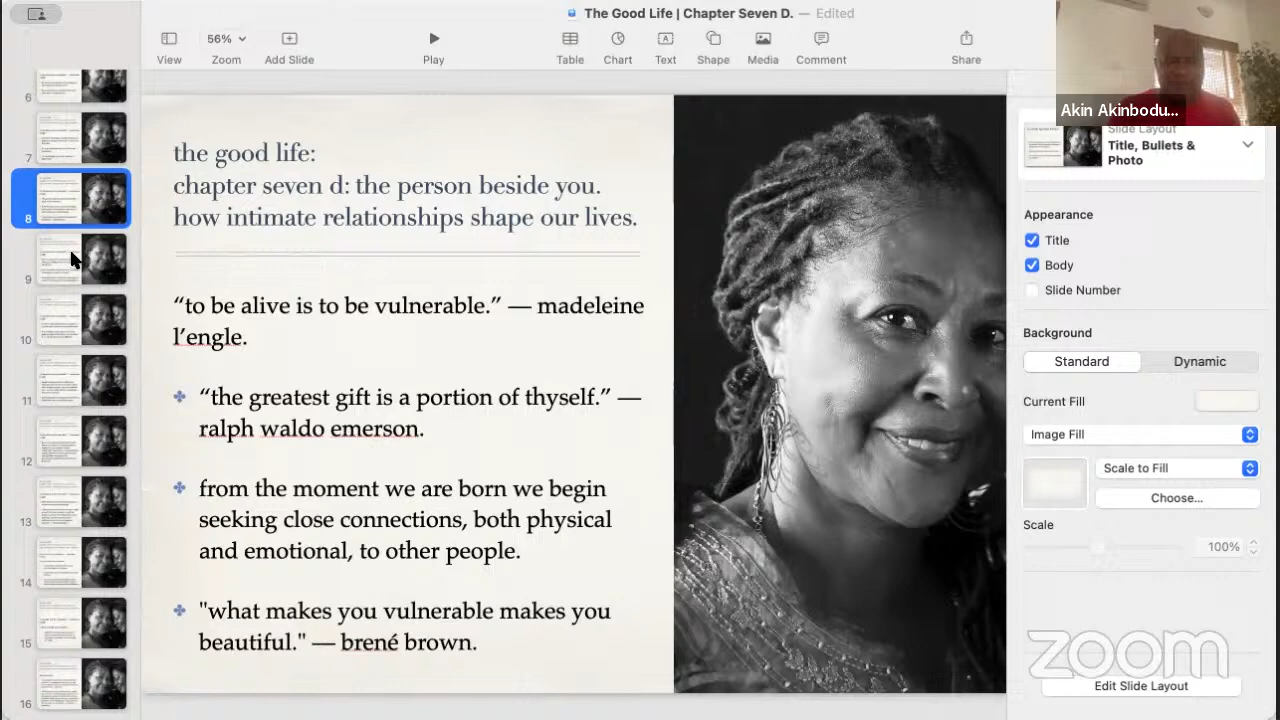 The Good Life | Chapter Seven D. — Edited
56%
View
Zoom
Add Slide
Play
Table
Chart
Text
Shape
Media
Comment
Share
Akin Akinbodu...
6
7
8
9
10
11
12
13
14
15
16
the good life:
chapter seven d: the person
you.
how
relationships
our lives.
“to be alive is to be vulnerable. — madeleine
“the greatest gift is a portion of thyself.” —
ralph waldo emerson.
from the moment we are born we begin
seeking close connections, both physical
and emotional, to other people.
"what makes you vulnerable makes you
beautiful."— brené brown.
Slide Layout
Title, Bullets &
Photo
Appearance
Title
Body
Slide Number
Background
Standard
Dynamic
Current Fill
Image Fill
Scale to Fill
Choose...
Scale
100%
zoom
Edit Slide Layout